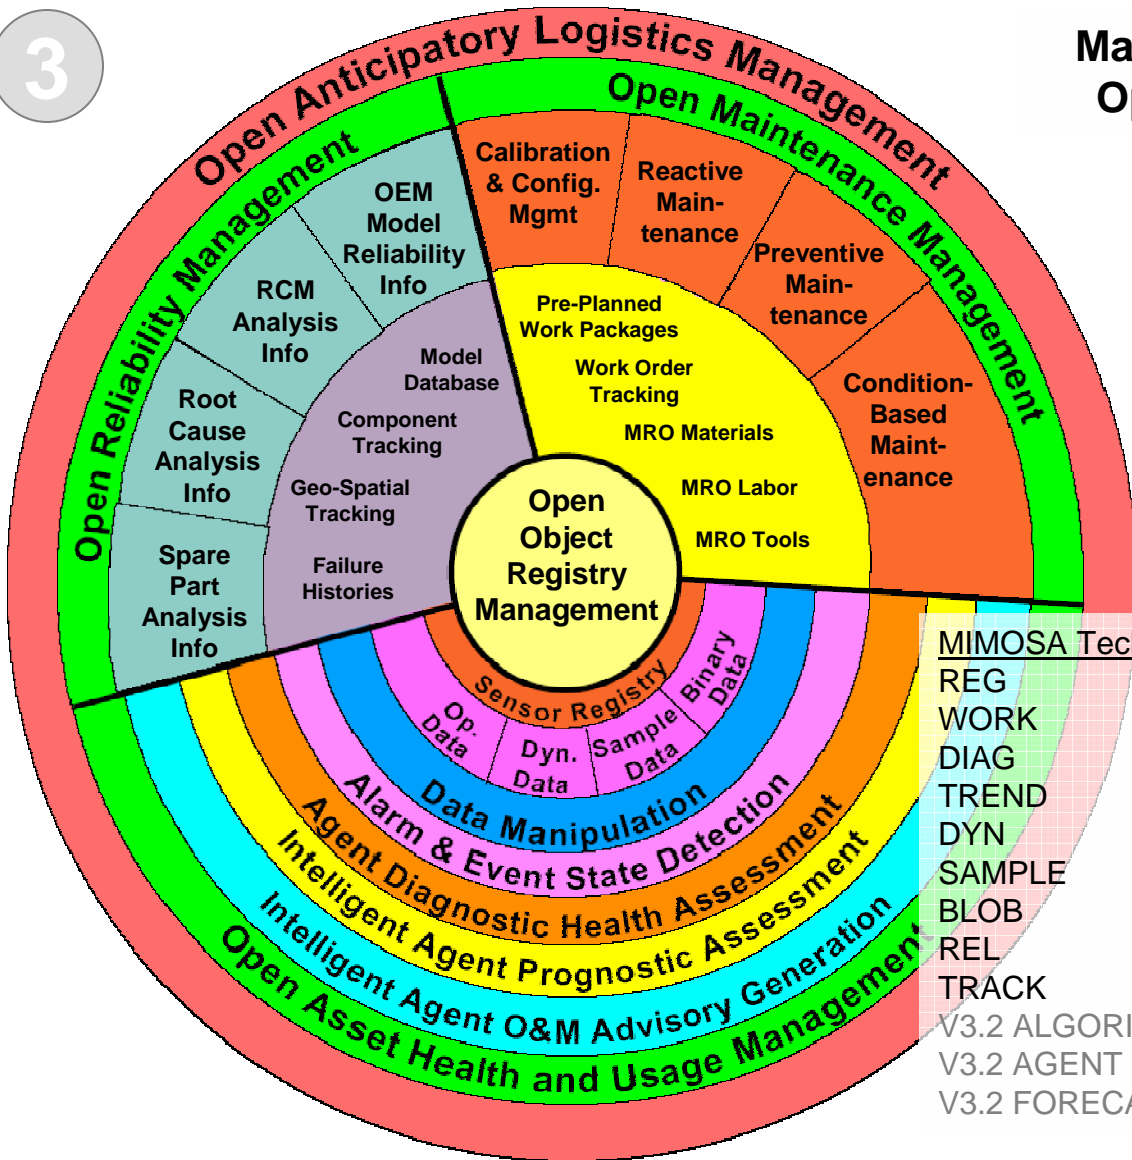 3
Ma
Op
Open Anticipatory Logistics Management
Open Reliability Management
Open Maintenance Management
OEM
Model
Reliability
Info
RCM
Analysis
Info
Root
Cause
Analysis
Info
Spare
Part
Analysis
Info
Calibration
& Config.
Mgmt
Reactive
Main-
tenance
Preventive
Main-
tenance
Condition-
Based
Maint-
enance
Model
Database
Component
Tracking
Geo-Spatial
Tracking
Failure
Histories
Pre-Planned
Work Packages
Work Order
Tracking
MRO Materials
MRO Labor
MRO Tools
Open
Object
Registry
Management
Sensor Registry
Op.
Data
Dyn.
Data
Sample
Data
Binary
Data
Data Manipulation
Alarm & Event State Detection
Agent Diagnostic Health Assessment
Intelligent Agent Prognostic Assessment
Intelligent Agent O&M Advisory Generation
Open Asset Health and Usage Management
MIMOSA Tec
REG
WORK
DIAG
TREND
DYN
SAMPLE
BLOB
REL
TRACK
V3.2 ALGORI
V3.2 AGENT
V3.2 FORECA